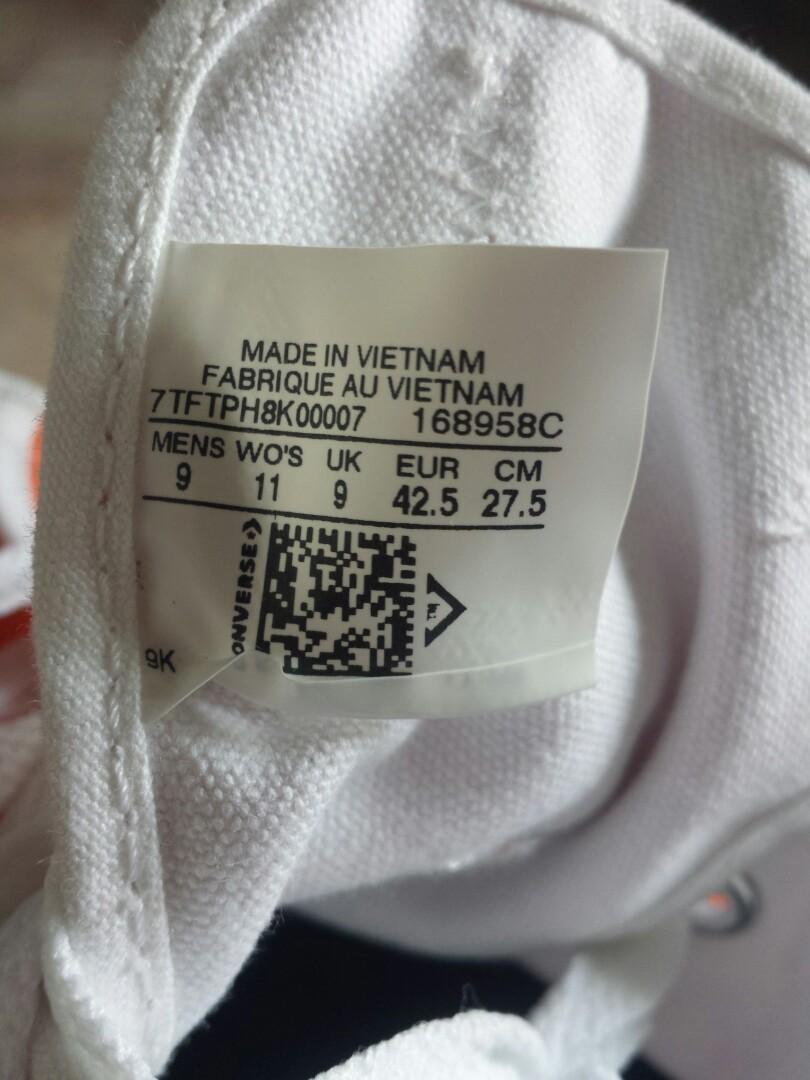 MADE IN VIETNAM
FABRIQUE AU VIETNAM
7TFTPH8K00007 168958C
MENS WO'S UK EUR CM
9 11 9 42.5 27.5
ONVERSE
9K